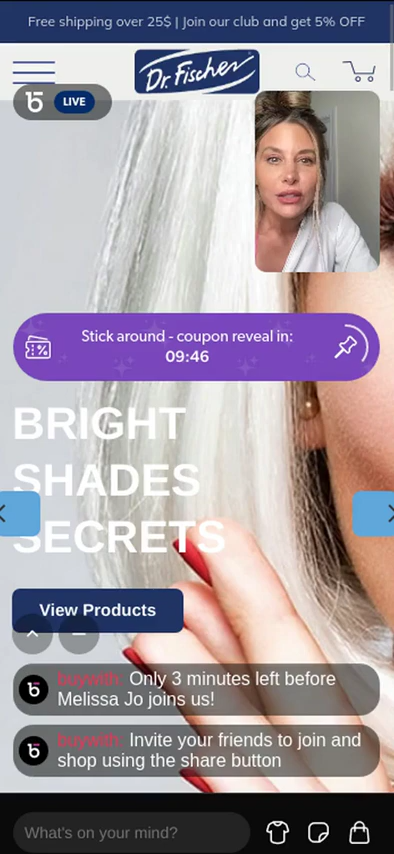 Free shipping over 25$ | Join our club and get 5% OFF
Dr. Fischer
LIVE
Stick around - coupon reveal in:
09:46
BRIGHT
SHADES
SECRETS
View Products
buywith: Only 3 minutes left before
Melissa Jo joins us!
buywith: Invite your friends to join and
shop using the share button
What's on your mind?